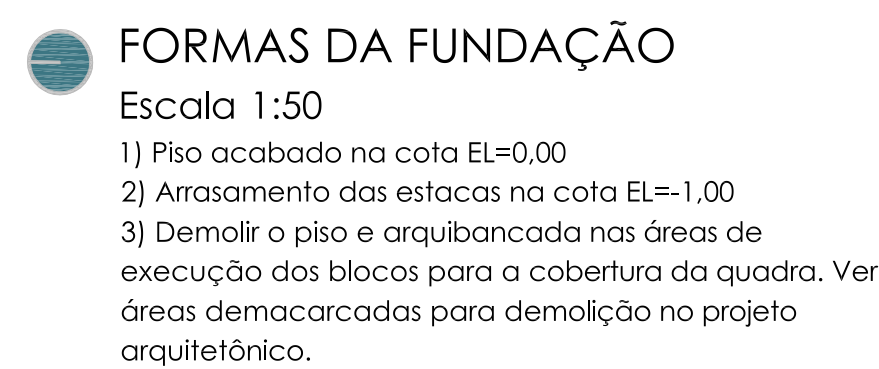 FORMAS DA FUNDAÇÃO
Escala 1:50
1) Piso acabado na cota EL=0,00
2) Arrasamento das estacas na cota EL=-1,00
3) Demolir o piso e arquibancada nas áreas de
execução dos blocos para a cobertura da quadra. Ver
áreas demacarcadas para demolição no projeto
arquitetônico.